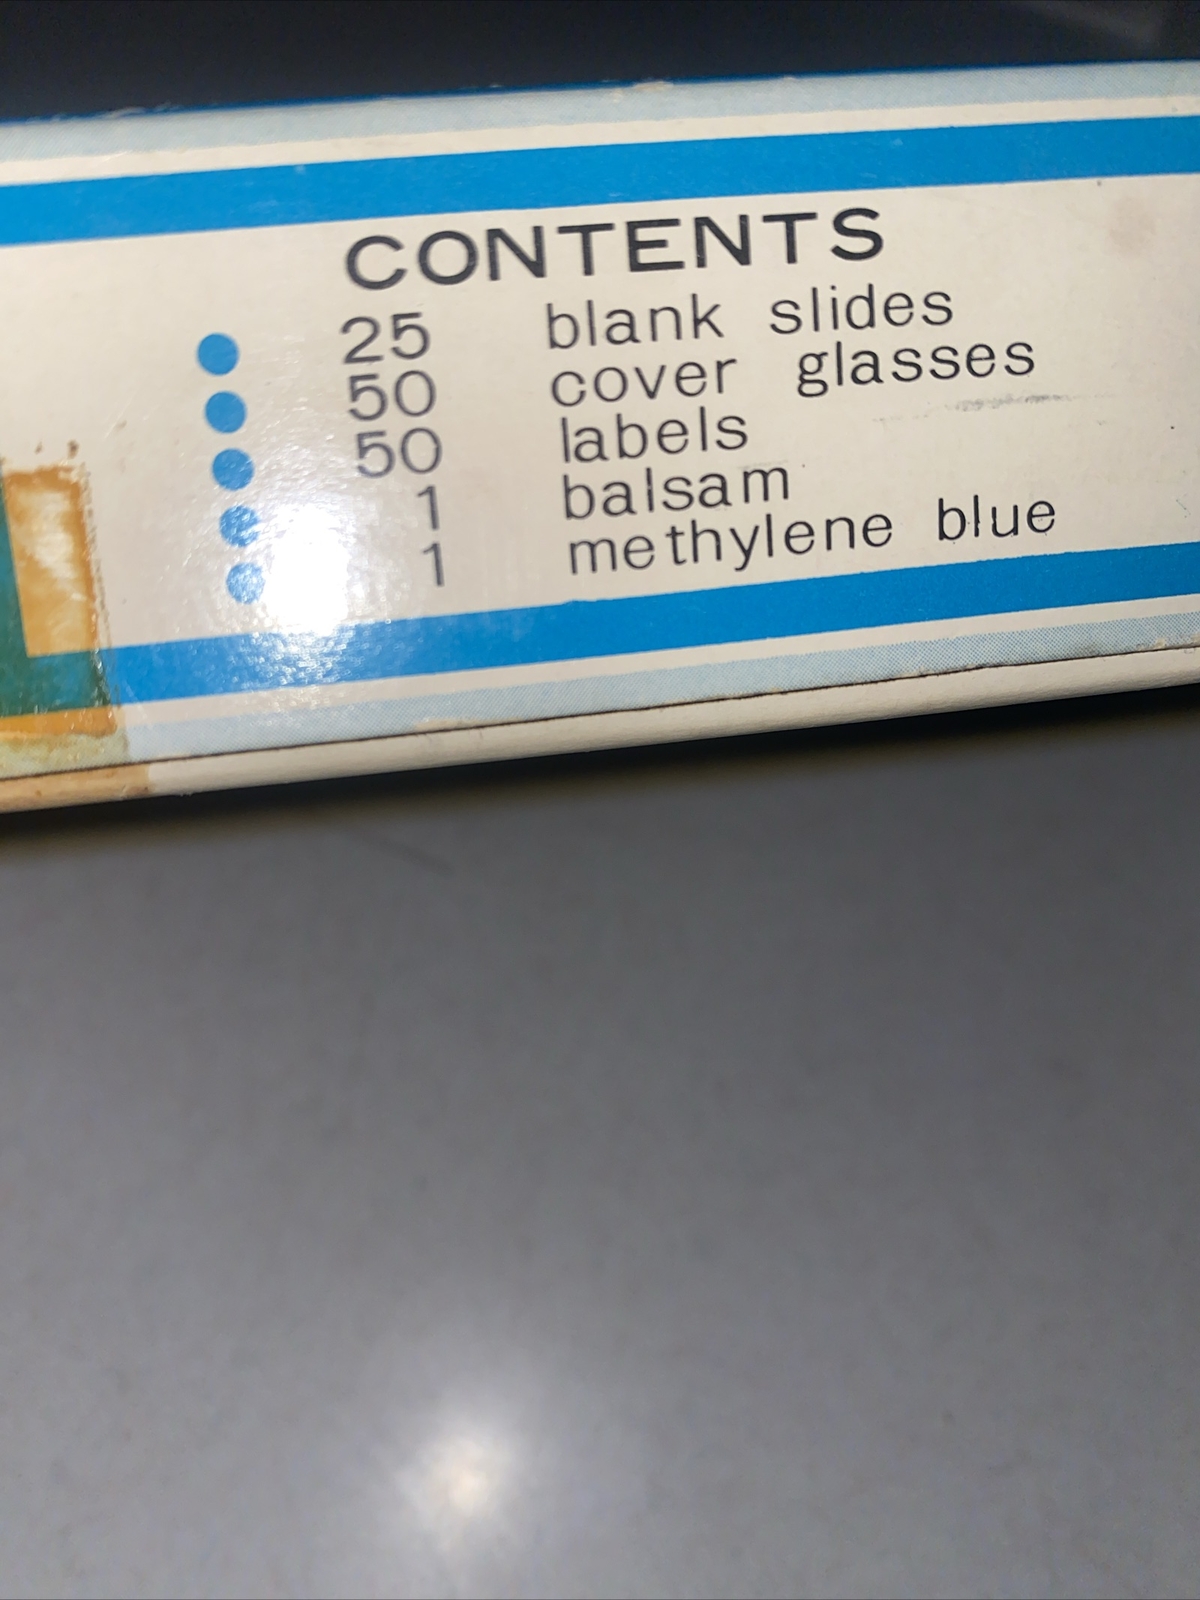 CONTENTS
25 blank slides
50 cover glasses
50 labels
1 balsam
1 methylene blue